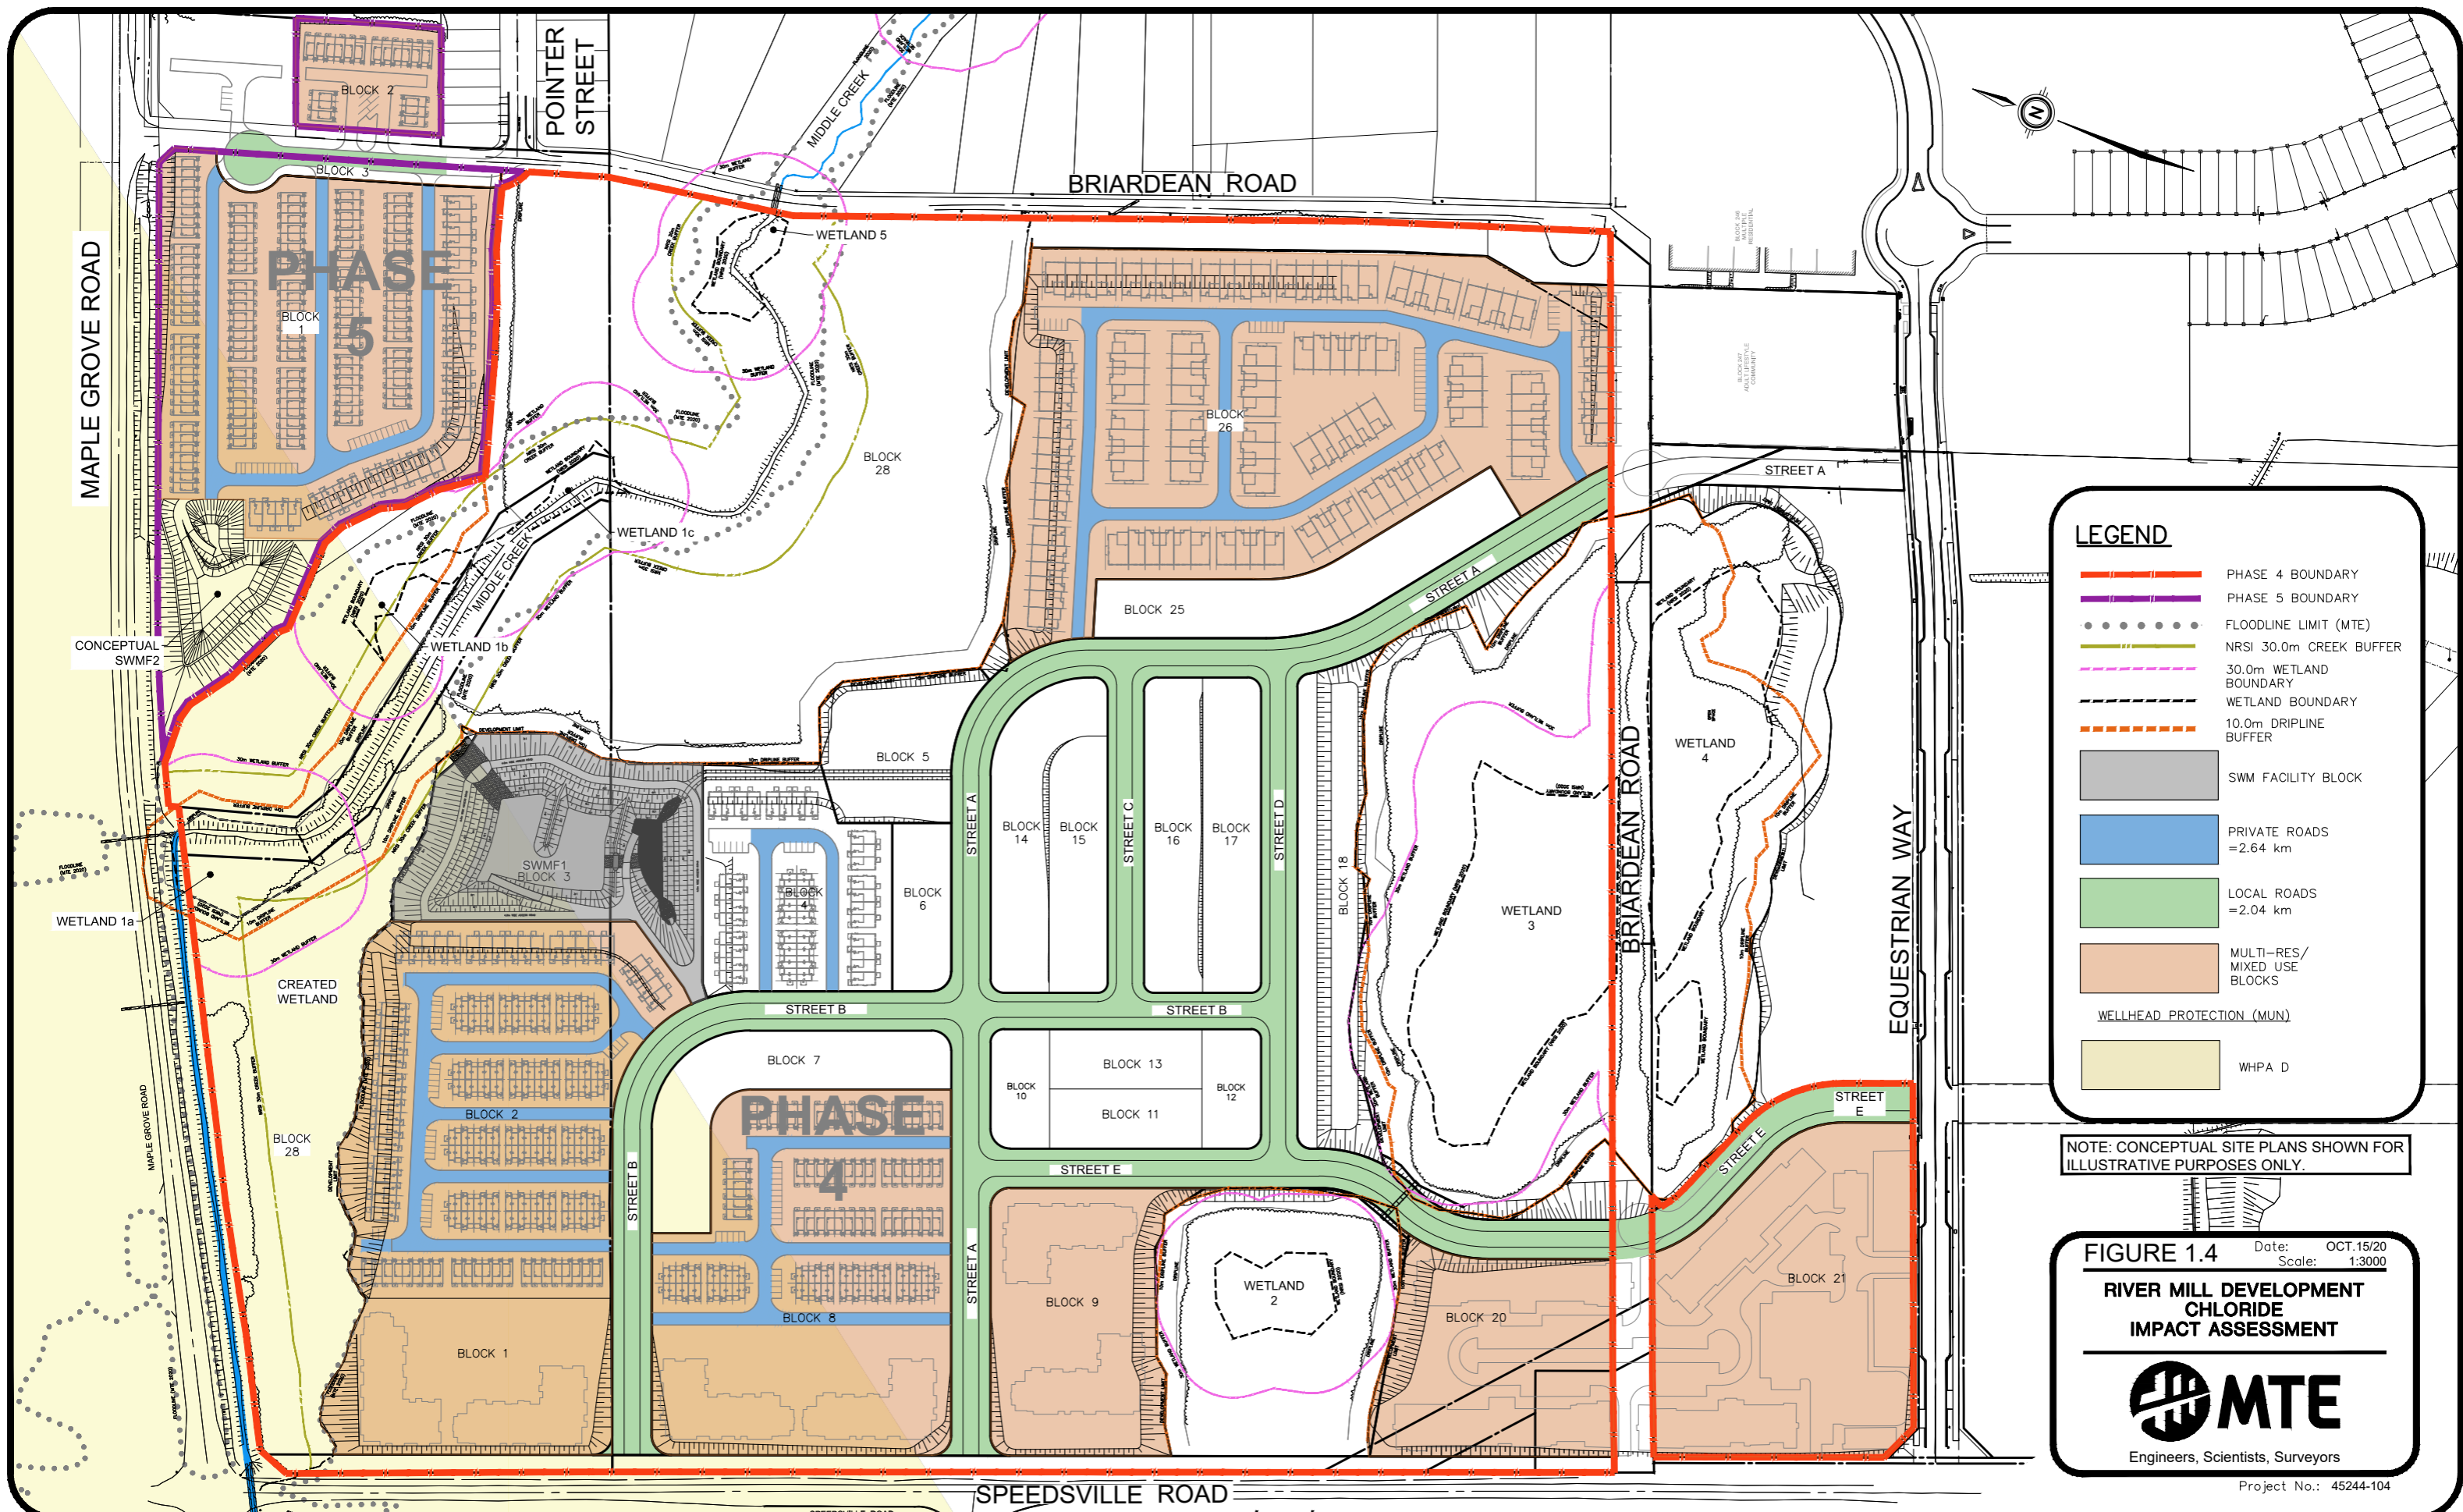 BLOCK 2
POINTER
STREET
MIDDLE CREEK
BRIARDEAN ROAD
BLOCK 3
MAPLE GROVE ROAD
PHASE
5
BLOCK
1
WETLAND 5
30m WETLAND
BUFFER
BLOCK
26
BLOCK
28
STREET A
WETLAND 1c
MIDDLE CREEK
WETLAND 1b
CONCEPTUAL
SWMF2
BLOCK 25
STREET A
BLOCK 5
STREET A
BLOCK
14
BLOCK
15
STREET C
BLOCK
16
BLOCK
17
STREET D
BLOCK 18
WETLAND
3
BRIARDEAN ROAD
WETLAND
4
EQUESTRIAN WAY
SWMF1
BLOCK 3
BLOCK
4
BLOCK
6
WETLAND 1a
CREATED
WETLAND
STREET B
STREET B
BLOCK 7
BLOCK
10
BLOCK 13
BLOCK 11
BLOCK
12
MAPLE GROVE ROAD
BLOCK
28
BLOCK 2
STREET B
PHASE
4
STREET E
STREET E
STREET
E
BLOCK 8
STREET A
BLOCK 9
WETLAND
2
BLOCK 20
BLOCK 21
BLOCK 1
SPEEDSVILLE ROAD
N
LEGEND
PHASE 4 BOUNDARY
PHASE 5 BOUNDARY
FLOODLINE LIMIT (MTE)
NRSI 30.0m CREEK BUFFER
30.0m WETLAND
BOUNDARY
WETLAND BOUNDARY
10.0m DRIPLINE
BUFFER
SWM FACILITY BLOCK
PRIVATE ROADS
=2.64 km
LOCAL ROADS
=2.04 km
MULTI-RES/
MIXED USE
BLOCKS
WELLHEAD PROTECTION (MUN)
WHPA D
NOTE: CONCEPTUAL SITE PLANS SHOWN FOR
ILLUSTRATIVE PURPOSES ONLY.
FIGURE 1.4
Date: OCT.15/20
Scale: 1:3000
RIVER MILL DEVELOPMENT
CHLORIDE
IMPACT ASSESSMENT
MTE
Engineers, Scientists, Surveyors
Project No.: 45244-104